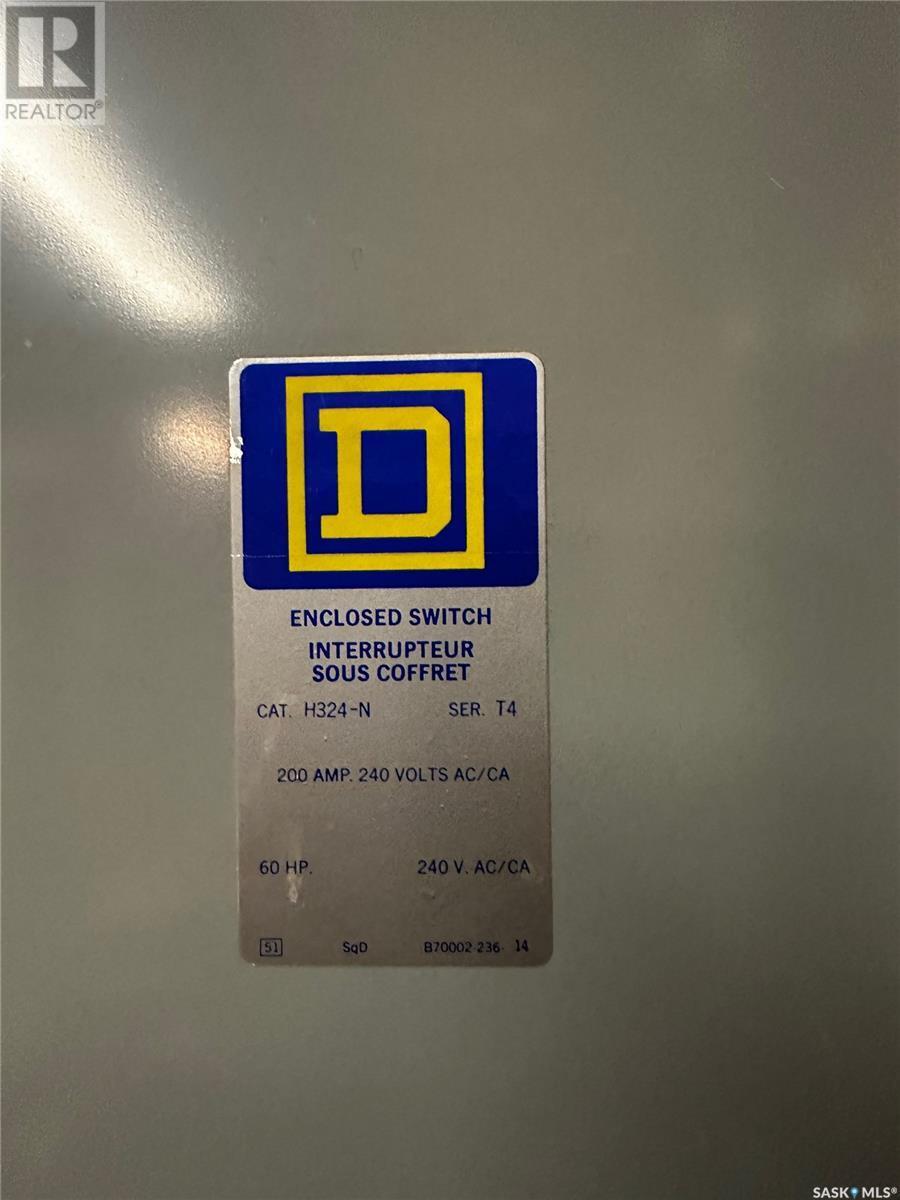 REALTOR®
D
ENCLOSED SWITCH
INTERRUPTEUR
SOUS COFFRET
CAT. H324-N SER. T4
200 AMP. 240 VOLTS AC/CA
60 HP. 240 V. AC/CA
51 SqD B70002-236- 14
SASK MLS®